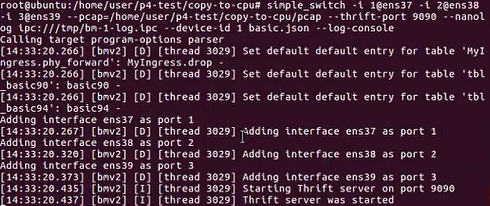 root@ubuntu:/home/user/p4-test/copy-to-cpu# simple_switch -i 1@ens37 -i 2@ens38
-i 3@ens39 --pcap=/home/user/p4-test/copy-to-cpu/pcap --thrift-port 9090 --nanol
og ipc:///tmp/bm-1-log.ipc --device-id 1 basic.json --log-console
Calling target program-options parser
[14:33:20.266] [bmv2] [D] [thread 3029] Set default default entry for table 'MyI
ngress.phy_forward': MyIngress.drop -
[14:33:20.266] [bmv2] [D] [thread 3029] Set default default entry for table 'tbl
_basic90': basic90 -
[14:33:20.266] [bmv2] [D] [thread 3029] Set default default entry for table 'tbl
_basic94': basic94 -
Adding interface ens37 as port 1
[14:33:20.267] [bmv2] [D] [thread 3029] Adding interface ens37 as port 1
Adding interface ens38 as port 2
[14:33:20.320] [bmv2] [D] [thread 3029] Adding interface ens38 as port 2
Adding interface ens39 as port 3
[14:33:20.373] [bmv2] [D] [thread 3029] Adding interface ens39 as port 3
[14:33:20.435] [bmv2] [I] [thread 3029] Starting Thrift server on port 9090
[14:33:20.437] [bmv2] [I] [thread 3029] Thrift server was started